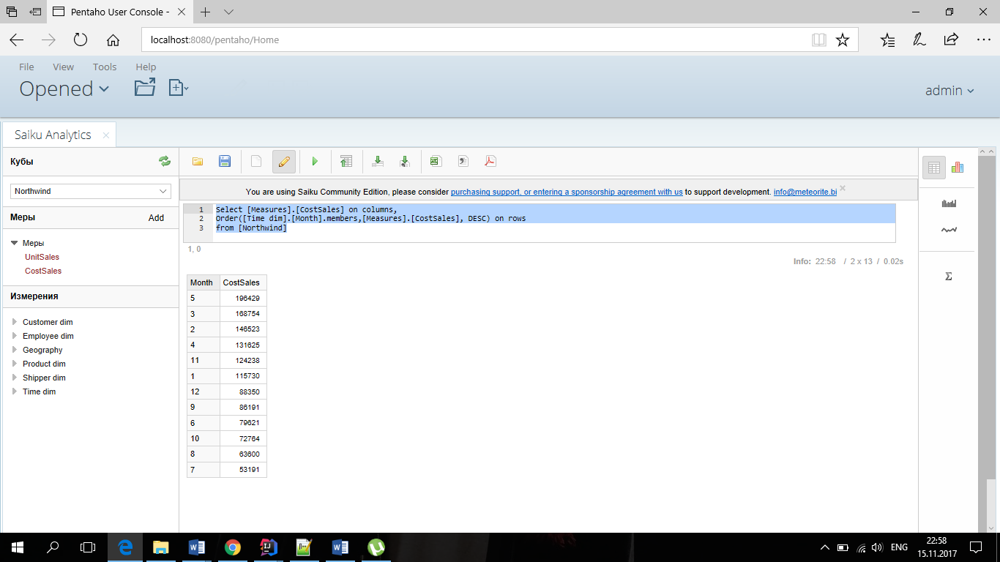 Pentaho User Console -
localhost:8080/pentaho/Home
File View Tools Help
Opened
admin
Saiku Analytics
Кубы
Northwind
Меры Add
Меры
UnitSales
CostSales
Измерения
Customer dim
Employee dim
Geography
Product dim
Shipper dim
Time dim
You are using Saiku Community Edition, please consider purchasing support, or entering a sponsorship agreement with us to support development. info@meteorite.bi
1 Select [Measures].[CostSales] on columns,
2 Order([Time dim].[Month].members,[Measures].[CostSales], DESC) on rows
3 from [Northwind]
1, 0
Info: 22:58 / 2 x 13 / 0.02s
Month CostSales
5 196429
3 168754
2 146523
4 131625
11 124238
1 115730
12 88350
9 86191
6 79621
10 72764
8 63600
7 53191
Σ
ENG
22:58
15.11.2017